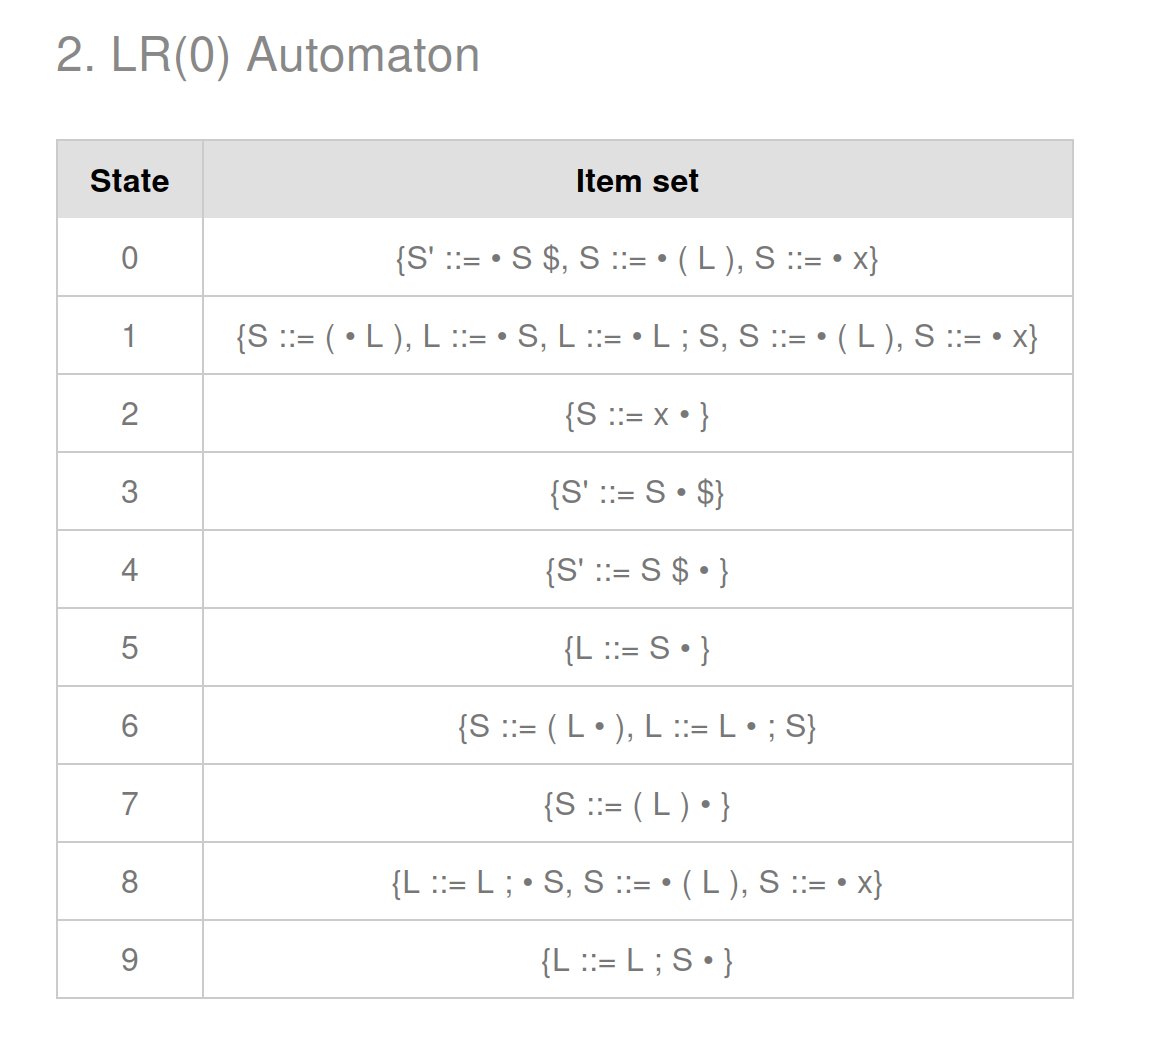 2. LR(0) Automaton
State Item set
0 {S' ::= • S $, S ::= • ( L ), S ::= • x}
1 {S ::= ( • L ), L ::= • S, L ::= • L ; S, S ::= • ( L ), S ::= • x}
2 {S ::= x • }
3 {S' ::= S • $}
4 {S' ::= S $ • }
5 {L ::= S • }
6 {S ::= ( L • ), L ::= L • ; S}
7 {S ::= ( L ) • }
8 {L ::= L ; • S, S ::= • ( L ), S ::= • x}
9 {L ::= L ; S • }